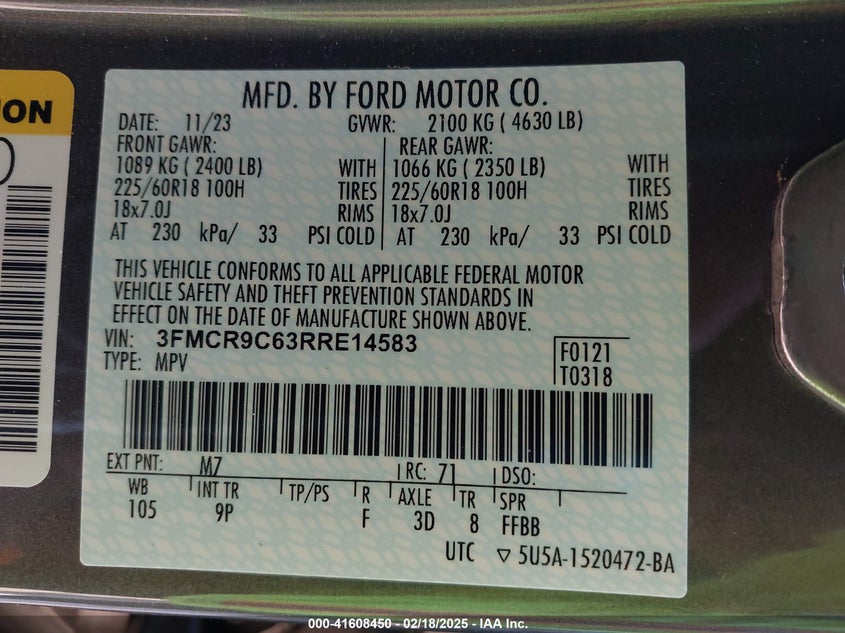 ION
MFD. BY FORD MOTOR CO.
DATE: 11/23 GVWR: 2100 KG ( 4630 LB)
FRONT GAWR: REAR GAWR:
1089 KG ( 2400 LB) WITH 1066 KG ( 2350 LB) WITH
225/60R18 100H TIRES 225/60R18 100H TIRES
18x7.0J RIMS 18x7.0J RIMS
AT 230 kPa/ 33 PSI COLD AT 230 kPa/ 33 PSI COLD
THIS VEHICLE CONFORMS TO ALL APPLICABLE FEDERAL MOTOR
VEHICLE SAFETY AND THEFT PREVENTION STANDARDS IN
EFFECT ON THE DATE OF MANUFACTURE SHOWN ABOVE.
VIN: 3FMCR9C63RRE14583
F0121
TYPE: MPV
T0318
EXT PNT: M7 RC: 71 DSO:
WB INT TR TP/PS R AXLE TR SPR
105 9P F 3D 8 FFBB
UTC ▽ 5U5A-1520472-BA
000-41608450 - 02/18/2025 - IAA Inc.